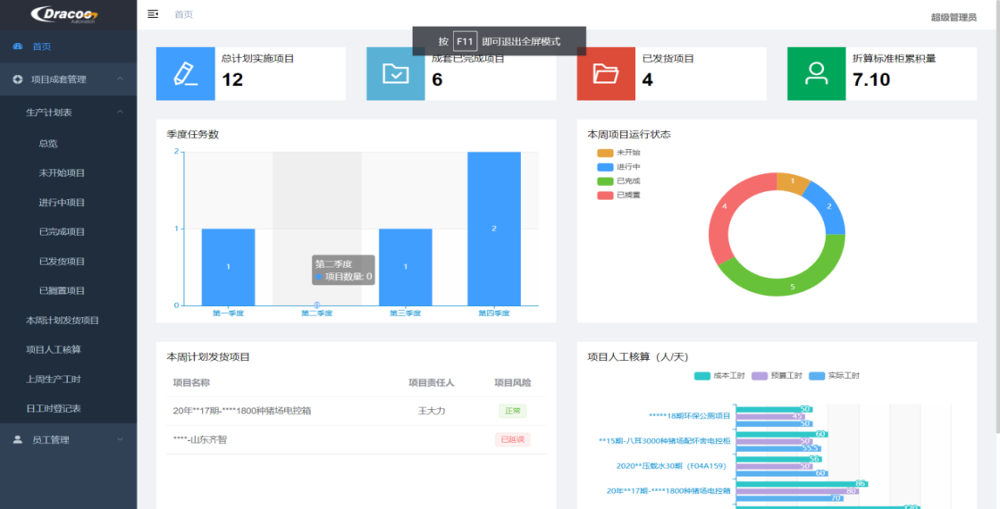 Dracoon
Automation
首页
超级管理员
按 F11 即可退出全屏模式
首页
项目成套管理
生产计划表
总览
未开始项目
进行中项目
已完成项目
已发货项目
已搁置项目
本周计划发货项目
项目人工核算
上周生产工时
日工时登记表
员工管理
总计划实施项目
12
成套已完成项目
6
已发货项目
4
折算标准柜累积量
7.10
季度任务数
2
1
0
1
1
2
第二季度
项目数量: 0
0
第一季度
第二季度
第三季度
第四季度
本周项目运行状态
未开始
进行中
已完成
已搁置
1
2
4
5
本周计划发货项目
项目名称 项目责任人 项目风险
20年**17期-****1800种猪场电控箱 王大力 正常
****-山东齐智 已延误
项目人工核算（人/天）
成本工时 预算工时 实际工时
*****18期环保公厕项目
50
45
50
**15期-八耳3000种猪场配怀舍电控柜
60
50
55.5
2020**压载水30期（F04A159）
56
50
60
20年**17期-****1800种猪场电控箱
86
80
70